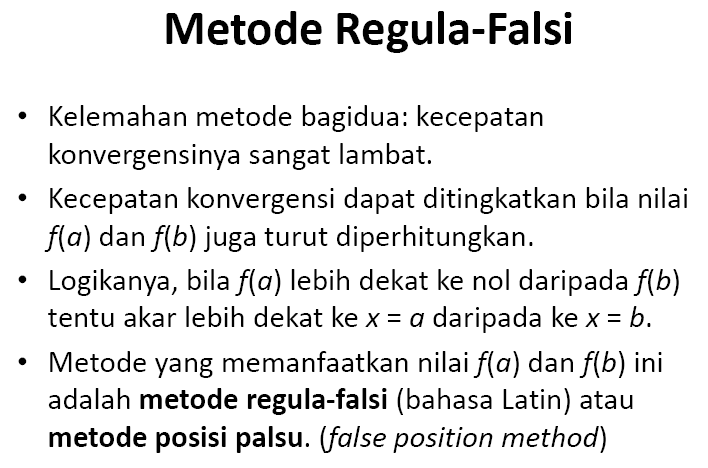 Metode Regula-Falsi
• Kelemahan metode bagidua: kecepatan
konvergensinya sangat lambat.
• Kecepatan konvergensi dapat ditingkatkan bila nilai
f(a) dan f(b) juga turut diperhitungkan.
• Logikanya, bila f(a) lebih dekat ke nol daripada f(b)
tentu akar lebih dekat ke x = a daripada ke x = b.
• Metode yang memanfaatkan nilai f(a) dan f(b) ini
adalah metode regula-falsi (bahasa Latin) atau
metode posisi palsu. (false position method)